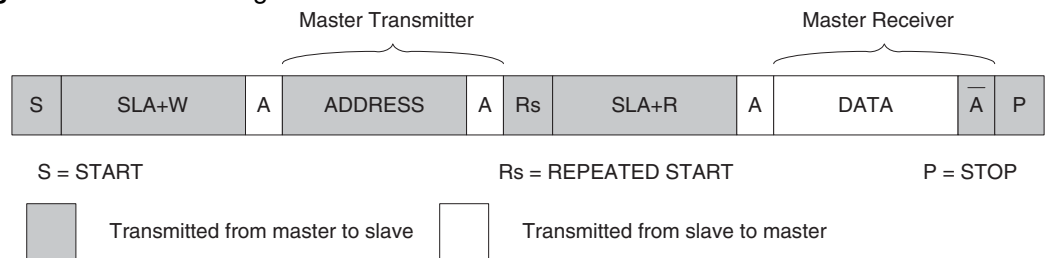 Master Transmitter Master Receiver
S SLA+W A ADDRESS A Rs SLA+R A DATA A̅ P
S = START Rs = REPEATED START P = STOP
Transmitted from master to slave Transmitted from slave to master